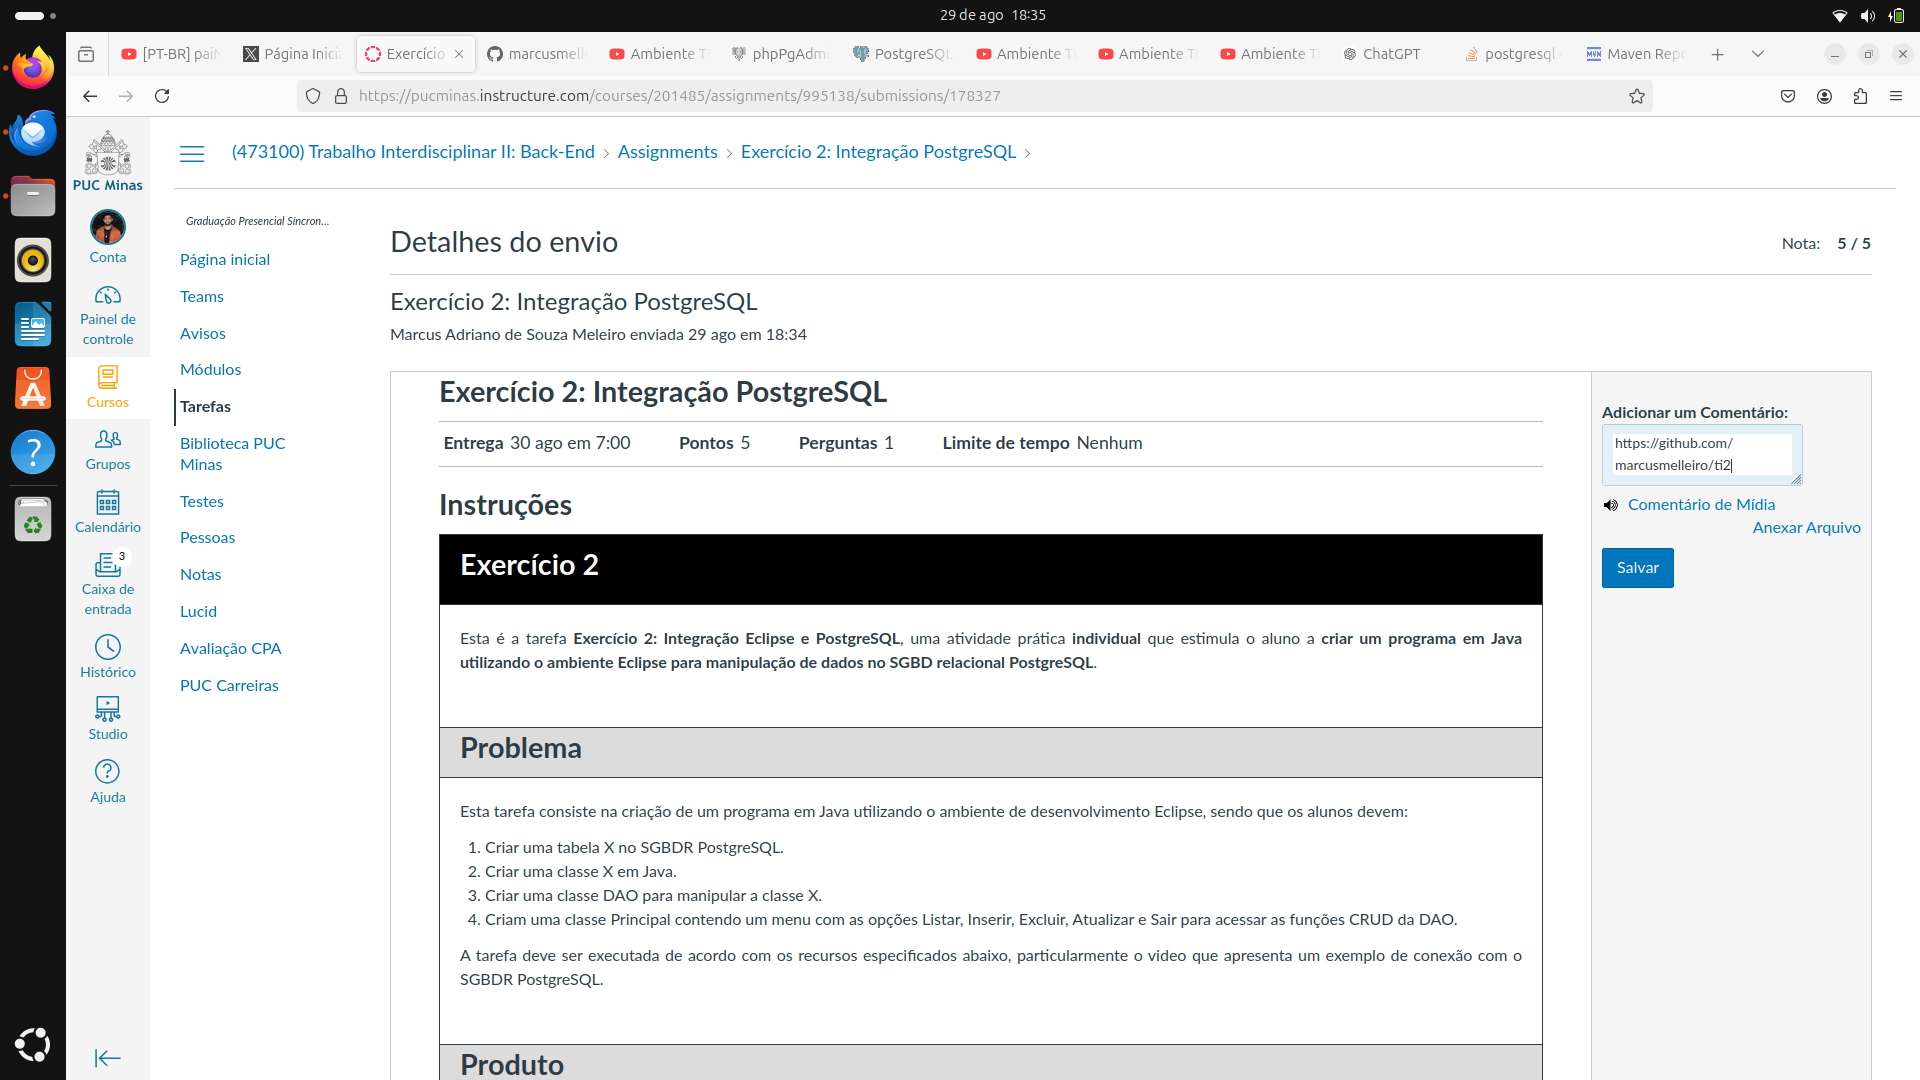 29 de ago 18:35
[PT-BR] pai
Página Inici
Exercício
marcusmell
Ambiente T
phpPgAdmi
PostgreSQL
Ambiente T
Ambiente T
Ambiente T
ChatGPT
postgresql -
Maven Repo
https://pucminas.instructure.com/courses/201485/assignments/995138/submissions/178327
PUC Minas
Conta
Painel de
controle
Cursos
Grupos
Calendário
3
Caixa de
entrada
Histórico
Studio
Ajuda
(473100) Trabalho Interdisciplinar II: Back-End > Assignments > Exercício 2: Integração PostgreSQL >
Graduação Presencial Síncron...
Página inicial
Teams
Avisos
Módulos
Tarefas
Biblioteca PUC
Minas
Testes
Pessoas
Notas
Lucid
Avaliação CPA
PUC Carreiras
Detalhes do envio
Nota: 5 / 5
Exercício 2: Integração PostgreSQL
Marcus Adriano de Souza Meleiro enviada 29 ago em 18:34
Exercício 2: Integração PostgreSQL
Entrega 30 ago em 7:00 Pontos 5 Perguntas 1 Limite de tempo Nenhum
Instruções
Exercício 2
Esta é a tarefa Exercício 2: Integração Eclipse e PostgreSQL, uma atividade prática individual que estimula o aluno a criar um programa em Java
utilizando o ambiente Eclipse para manipulação de dados no SGBD relacional PostgreSQL.
Problema
Esta tarefa consiste na criação de um programa em Java utilizando o ambiente de desenvolvimento Eclipse, sendo que os alunos devem:
1. Criar uma tabela X no SGBDR PostgreSQL.
2. Criar uma classe X em Java.
3. Criar uma classe DAO para manipular a classe X.
4. Criam uma classe Principal contendo um menu com as opções Listar, Inserir, Excluir, Atualizar e Sair para acessar as funções CRUD da DAO.
A tarefa deve ser executada de acordo com os recursos especificados abaixo, particularmente o video que apresenta um exemplo de conexão com o
SGBDR PostgreSQL.
Produto
Adicionar um Comentário:
https://github.com/
marcusmelleiro/ti2
Comentário de Mídia
Anexar Arquivo
Salvar